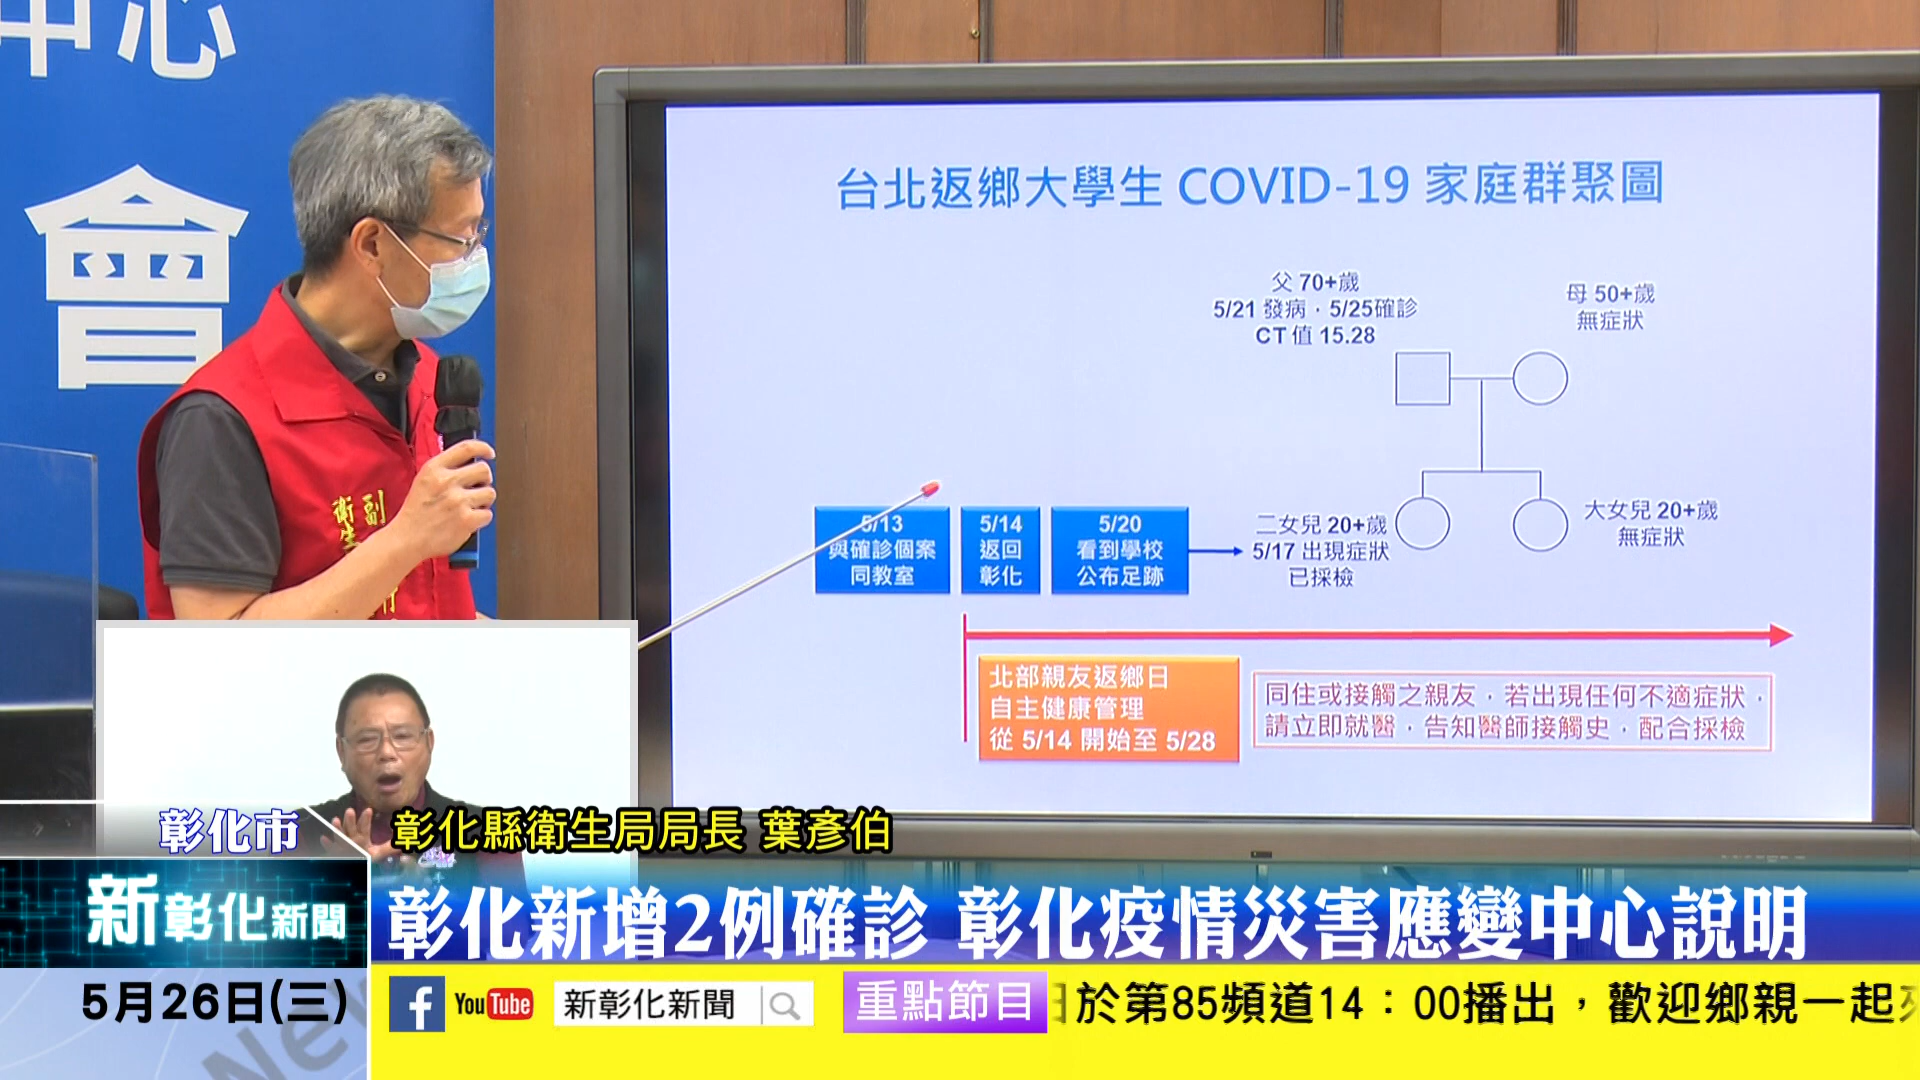 中心
會
副
衛生
台北返鄉大學生 COVID-19 家庭群聚圖
父 70+歲
5/21 發病，5/25確診
CT 值 15.28
母 50+歲
無症狀
5/13
與確診個案
同教室
5/14
返回
彰化
5/20
看到學校
公布足跡
二女兒 20+歲
5/17 出現症狀
已採檢
大女兒 20+歲
無症狀
北部親友返鄉日
自主健康管理
從 5/14 開始至 5/28
同住或接觸之親友，若出現任何不適症狀，
請立即就醫，告知醫師接觸史，配合採檢
彰化市
彰化縣衛生局局長 葉彥伯
新彰化新聞
彰化新增2例確診 彰化疫情災害應變中心說明
5月26日(三)
f
YouTube
新彰化新聞
重點節目
日於第85頻道14：00播出，歡迎鄉親一起來